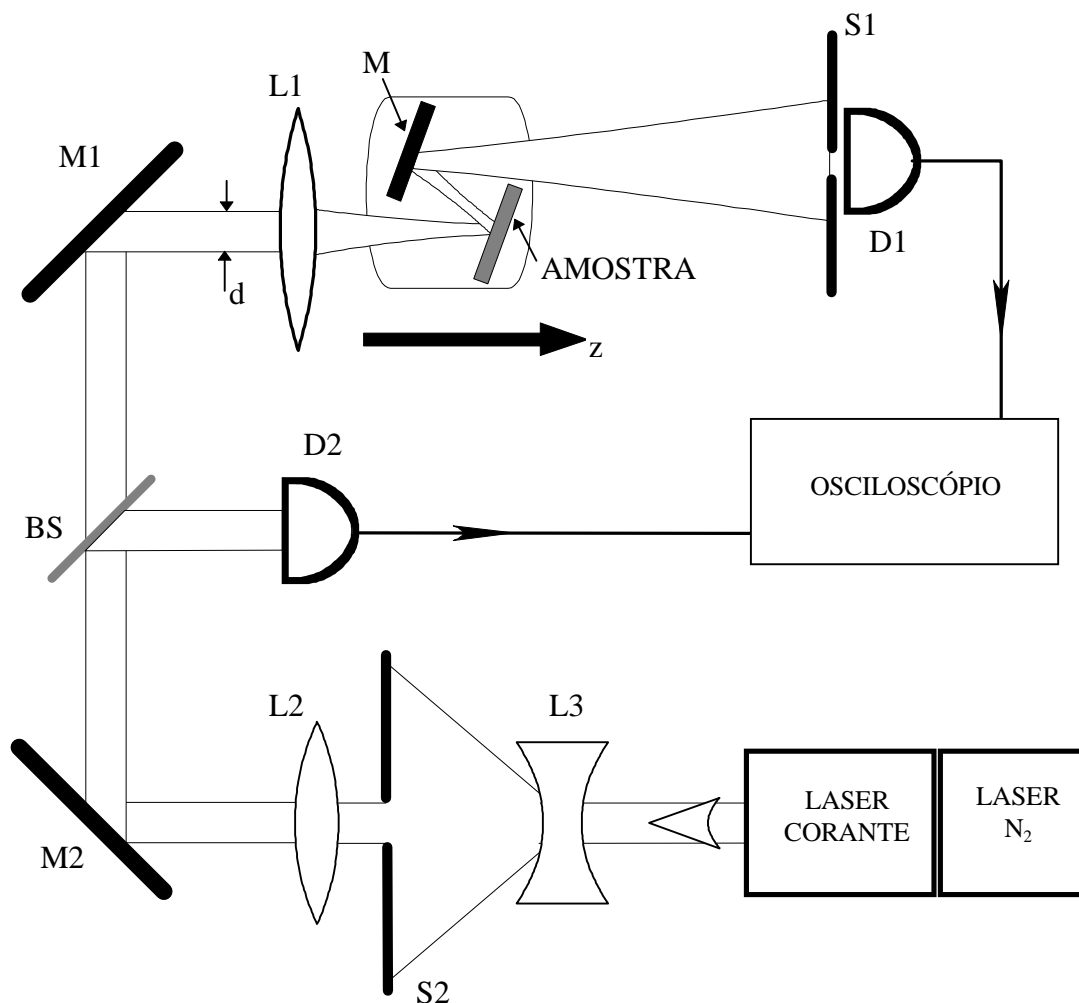 S1
M
L1
M1
D1
AMOSTRA
d
z
D2
OSCILOSCÓPIO
BS
L2
L3
LASER
CORANTE
LASER
N₂
M2
S2